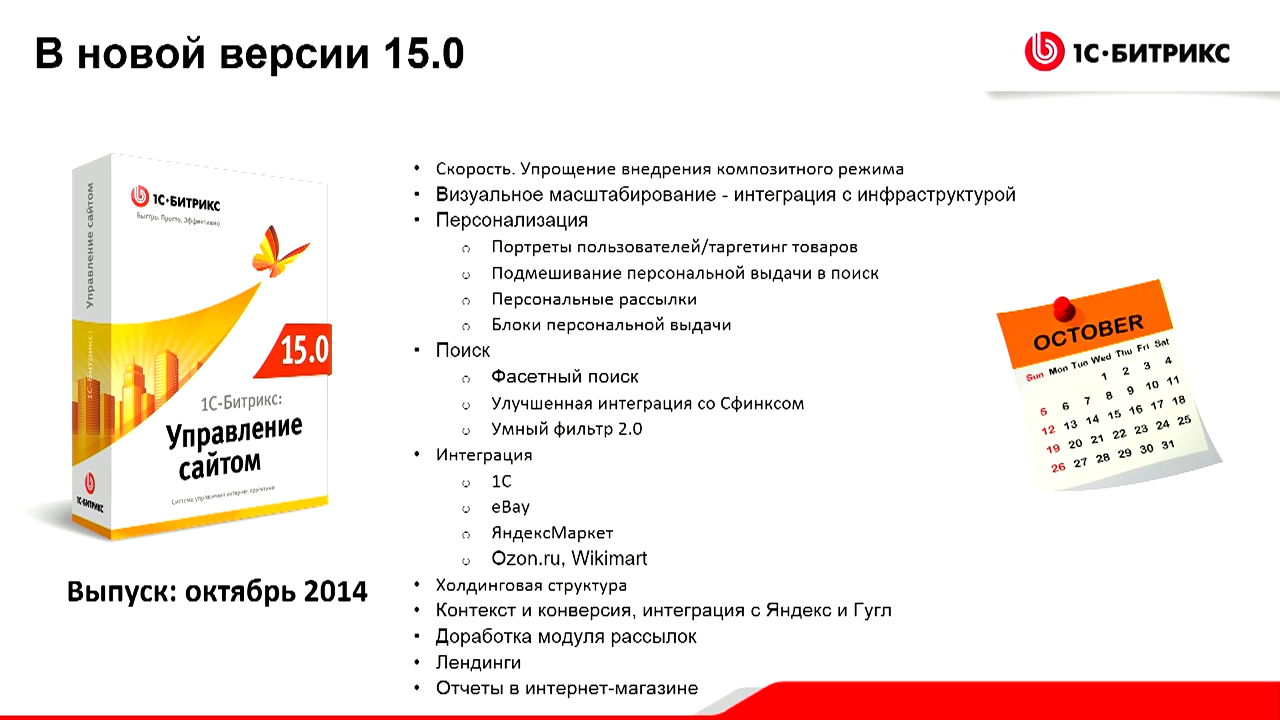 В новой версии 15.0
1С·БИТРИКС
Управление сайтом
1С-Битрикс:
1С·БИТРИКС
1С·БИТРИКС
Быстро. Просто. Эффективно
15.0
1С-Битрикс:
Управление
сайтом
Система управления интернет-проектами
Выпуск: октябрь 2014
• Скорость. Упрощение внедрения композитного режима
• Визуальное масштабирование - интеграция с инфраструктурой
• Персонализация
○ Портреты пользователей/таргетинг товаров
○ Подмешивание персональной выдачи в поиск
○ Персональные рассылки
○ Блоки персональной выдачи
• Поиск
○ Фасетный поиск
○ Улучшенная интеграция со Сфинксом
○ Умный фильтр 2.0
• Интеграция
○ 1С
○ eBay
○ ЯндексМаркет
○ Ozon.ru, Wikimart
• Холдинговая структура
• Контекст и конверсия, интеграция с Яндекс и Гугл
• Доработка модуля рассылок
• Лендинги
• Отчеты в интернет-магазине
OCTOBER
Sun Mon Tue Wed Thu Fri Sat
1 2 3 4
5 6 7 8 9 10 11
12 13 14 15 16 17 18
19 20 21 22 23 24 25
26 27 28 29 30 31